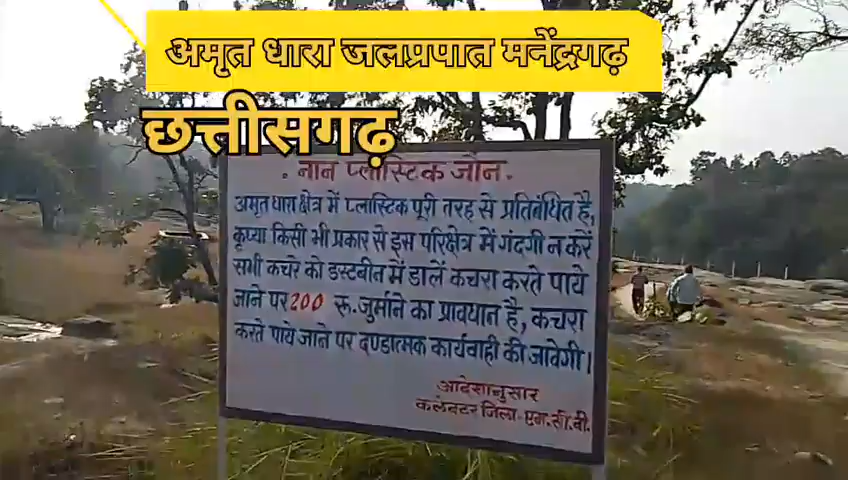 अमृत धारा जलप्रपात मनेंद्रगढ़
छत्तीसगढ़
. नान प्लास्टिक जोन.
अमृत धारा क्षेत्र में प्लास्टिक पूरी तरह से प्रतिबंधित है,
कृप्या किसी भी प्रकार से इस परिक्षेत्र में गंदगी न करें
सभी कचरे को डस्टबीन में डालें कचरा करते पाये
जाने पर 200 रू. जुर्माने का प्रावधान है, कचरा
करते पाये जाने पर दण्डात्मक कार्यवाही की जावेगी।
आदेशानुसार
कलेक्टर जिला-एम.सी.बी.